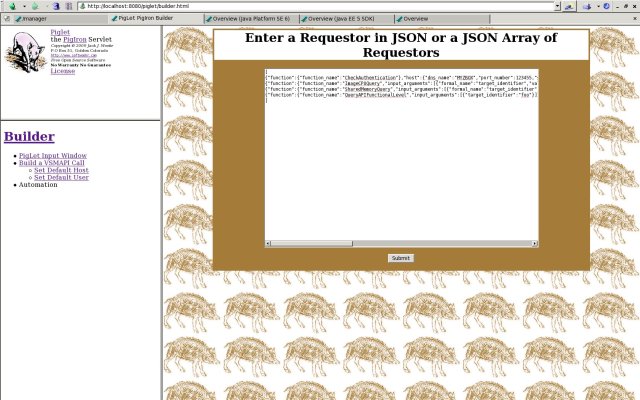 http://localhost:8080/piglet/builder.html
Jmanager
PigLet PigIron Builder
Overview (Java Platform SE 6)
Overview (Java EE 5 SDK)
Overview
Piglet
the PigIron Servlet
Copyright © 2008 Jack J. Woehr
P O Box 51, Golden Colorado
http://www.softwoehr.com
Free Open Source Software
No Warranty No Guarantee
License
Builder
PigLet Input Window
Build a VSMAPI Call
Set Default Host
Set Default User
Automation
Enter a Requestor in JSON or a JSON Array of
Requestors
{"function":{"function_name":"CheckAuthentication"},"host":{"dns_name":"MYZBOX","port_number":123455,"
{"function":{"function_name":"ImageCPUQuery","input_arguments":[{"formal_name":"target_identifier","va
{"function":{"function_name":"SharedMemoryQuery","input_arguments":[{"formal_name":"target_identifier"
{"function":{"function_name":"QueryAPIFunctionalLevel","input_arguments":[{"target_identifier":"foo"}]
Submit